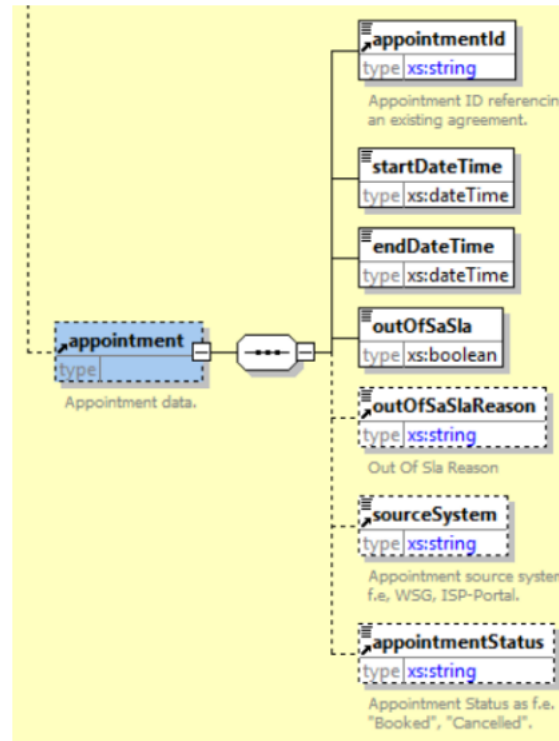 appointmentId
type xs:string
Appointment ID referencin
an existing agreement.
startDateTime
type xs:dateTime
endDateTime
type xs:dateTime
appointment
type
Appointment data.
outOfSaSla
type xs:boolean
outOfSaSlaReason
type xs:string
Out Of Sla Reason
sourceSystem
type xs:string
Appointment source system
f.e, WSG, ISP-Portal.
appointmentStatus
type xs:string
Appointment Status as f.e.
"Booked", "Cancelled".